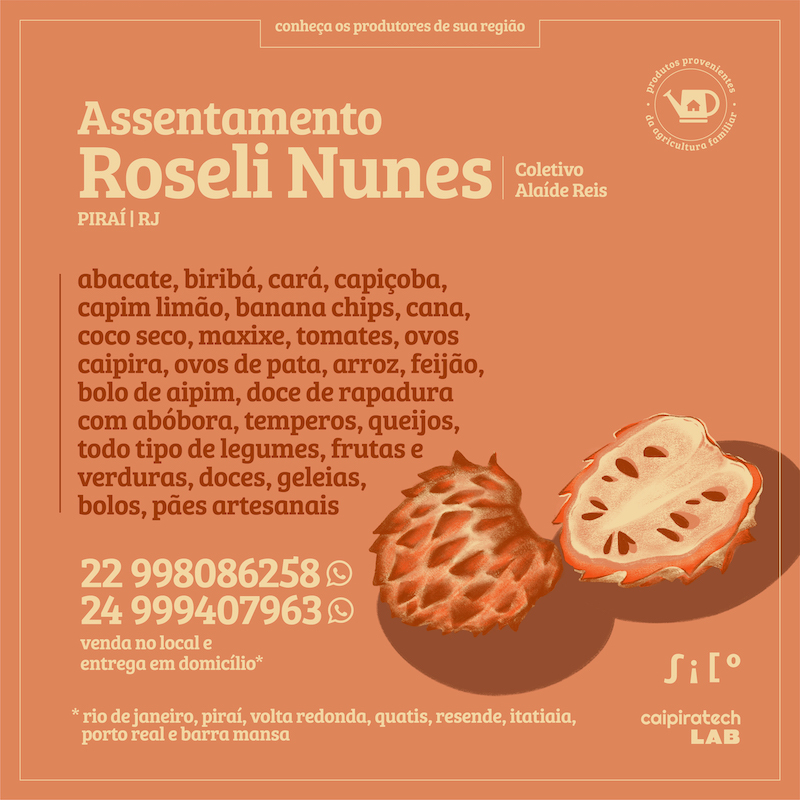 conheça os produtores de sua região
produtos provenientes
da agricultura familiar
Assentamento
Roseli Nunes
Coletivo
Alaíde Reis
PIRAÍ | RJ
abacate, biribá, cará, capiçoba,
capim limão, banana chips, cana,
coco seco, maxixe, tomates, ovos
caipira, ovos de pata, arroz, feijão,
bolo de aipim, doce de rapadura
com abóbora, temperos, queijos,
todo tipo de legumes, frutas e
verduras, doces, geleias,
bolos, pães artesanais
22 998086258
24 999407963
venda no local e
entrega em domicílio*
* rio de janeiro, piraí, volta redonda, quatis, resende, itatiaia,
porto real e barra mansa
caipiratech
LAB